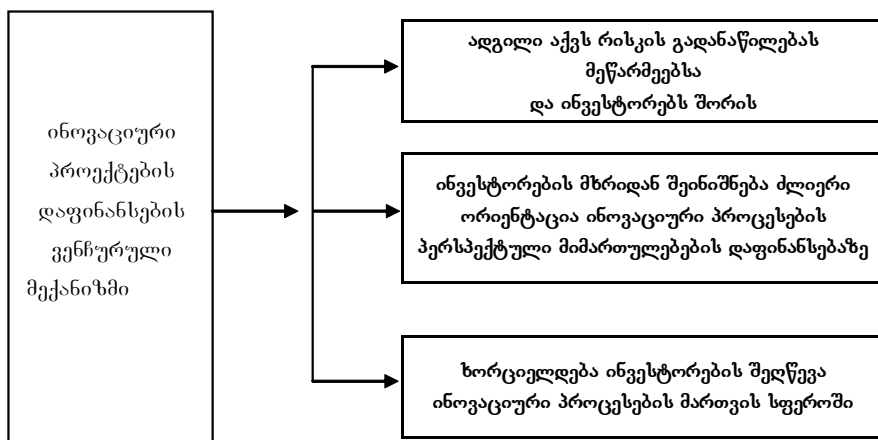 ინოვაციური
პროექტების
დაფინანსების
ვენჩურული
მექანიზმი
ადგილი აქვს რისკის გადანაწილებას
მეწარმეებსა
და ინვესტორებს შორის
ინვესტორების მხრიდან შეინიშნება ძლიერი
ორიენტაცია ინოვაციური პროცესების
პერსპექტული მიმართულებების დაფინანსებაზე
ხორციელდება ინვესტორების შეღწევა
ინოვაციური პროცესების მართვის სფეროში